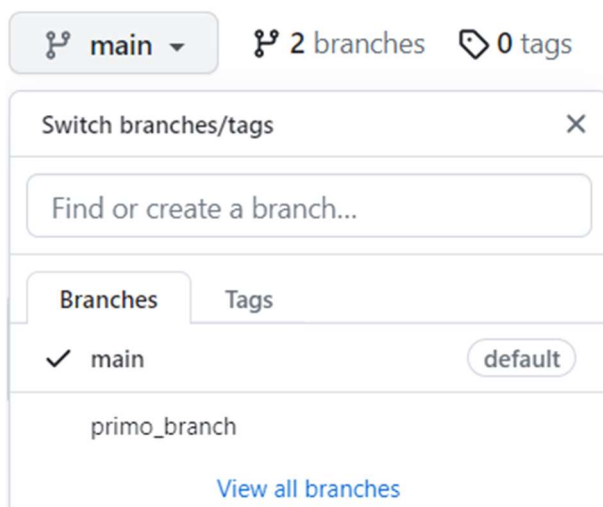 main 2 branches 0 tags
Switch branches/tags
Find or create a branch...
Branches Tags
main default
primo_branch
View all branches